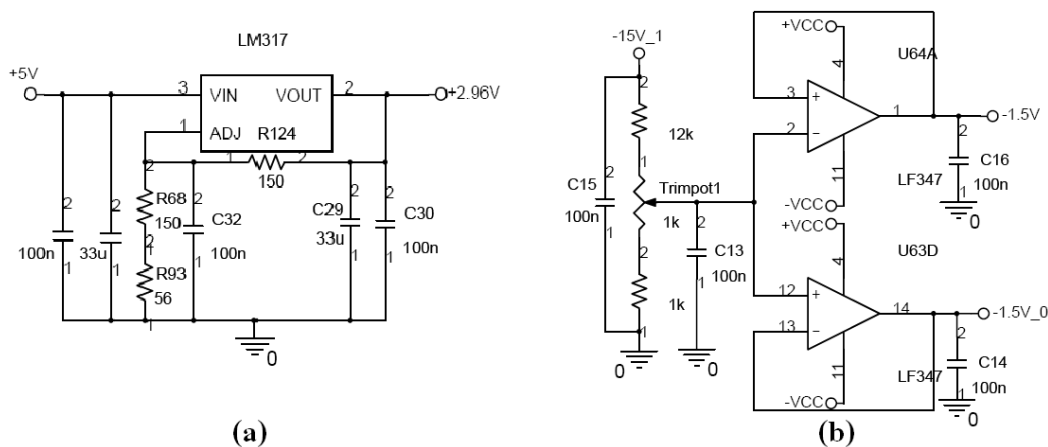 LM317
+5V
3
VIN
VOUT
2
+2.96V
1
ADJ
R124
1
2
150
2
R68
150
2
1
R93
56
1
2
C32
100n
1
2
100n
1
2
33u
1
C29
2
33u
1
2
C30
100n
1
0
(a)
-15V_1
2
12k
1
C15
2
100n
1
Trimpot1
1k
2
1k
1
0
2
C13
100n
1
0
+VCC
4
U64A
3
+
2
−
1
-1.5V
11
-VCC
LF347
2
C16
100n
1
0
+VCC
4
U63D
12
+
13
−
14
-1.5V_0
11
-VCC
LF347
2
C14
100n
1
0
(b)